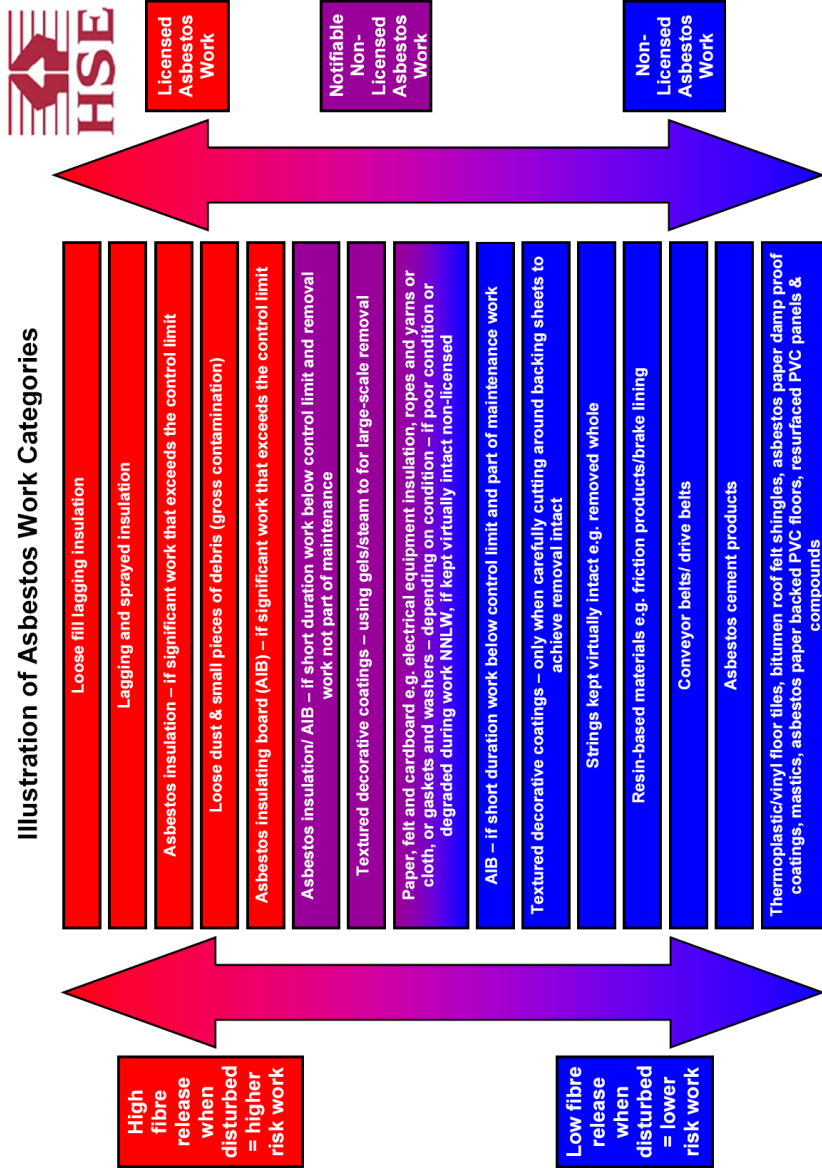 Illustration of Asbestos Work Categories
HSE
High
fibre
release
when
disturbed
= higher
risk work
Low fibre
release
when
disturbed
= lower
risk work
Loose fill lagging insulation
Lagging and sprayed insulation
Asbestos insulation – if significant work that exceeds the control limit
Loose dust & small pieces of debris (gross contamination)
Asbestos insulating board (AIB) – if significant work that exceeds the control limit
Asbestos insulation/ AIB – if short duration work below control limit and removal
work not part of maintenance
Textured decorative coatings – using gels/steam to for large-scale removal
Paper, felt and cardboard e.g. electrical equipment insulation, ropes and yarns or
cloth, or gaskets and washers – depending on condition – if poor condition or
degraded during work NNLW, if kept virtually intact non-licensed
AIB – if short duration work below control limit and part of maintenance work
Textured decorative coatings – only when carefully cutting around backing sheets to
achieve removal intact
Strings kept virtually intact e.g. removed whole
Resin-based materials e.g. friction products/brake lining
Conveyor belts/ drive belts
Asbestos cement products
Thermoplastic/vinyl floor tiles, bitumen roof felt shingles, asbestos paper damp proof
coatings, mastics, asbestos paper backed PVC floors, resurfaced PVC panels &
compounds
Licensed
Asbestos
Work
Notifiable
Non-
Licensed
Asbestos
Work
Non-
Licensed
Asbestos
Work